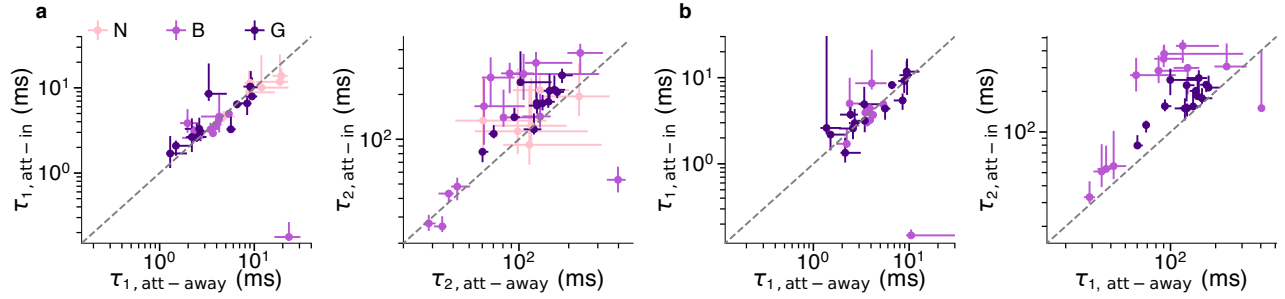 a
N B G
τ1, att − in (ms)
10^1
10^0
10^0 10^1
τ1, att − away (ms)
τ2, att − in (ms)
10^2
10^2
τ2, att − away (ms)
b
τ1, att − in (ms)
10^1
10^0
10^0 10^1
τ1, att − away (ms)
τ2, att − in (ms)
10^2
10^2
τ1, att − away (ms)